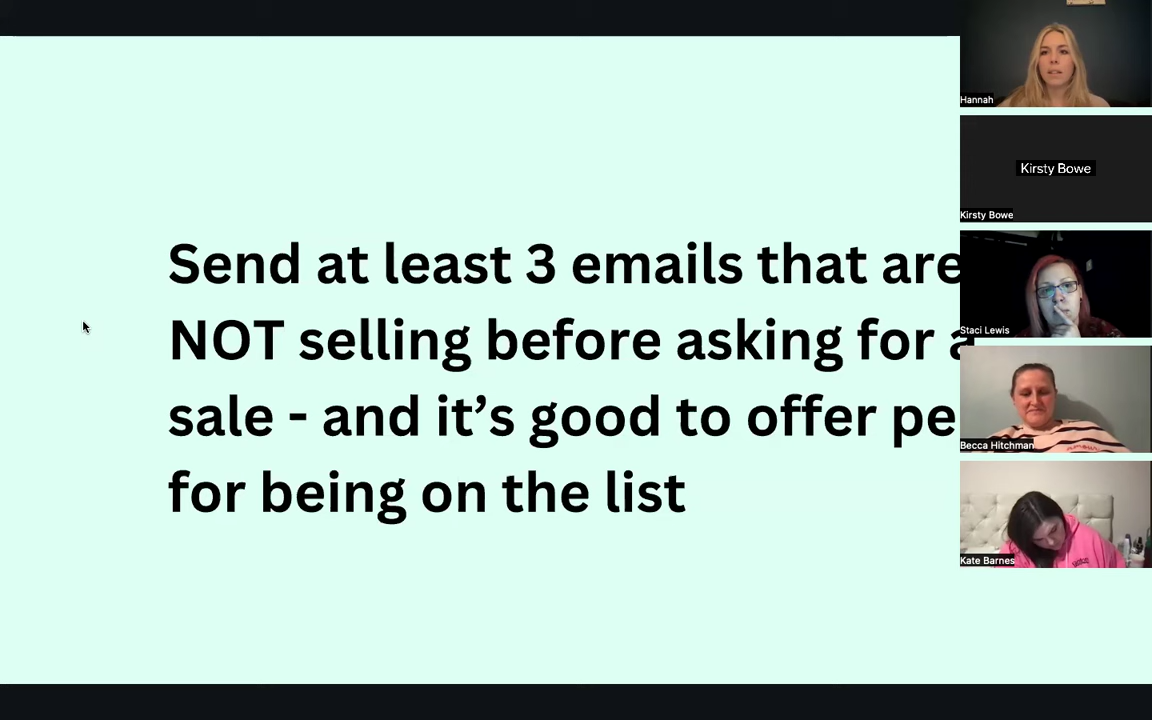 Send at least 3 emails that are
NOT selling before asking for a
sale - and it's good to offer pe
for being on the list
Hannah
Kirsty Bowe
Kirsty Bowe
Staci Lewis
Becca Hitchman
Kate Barnes